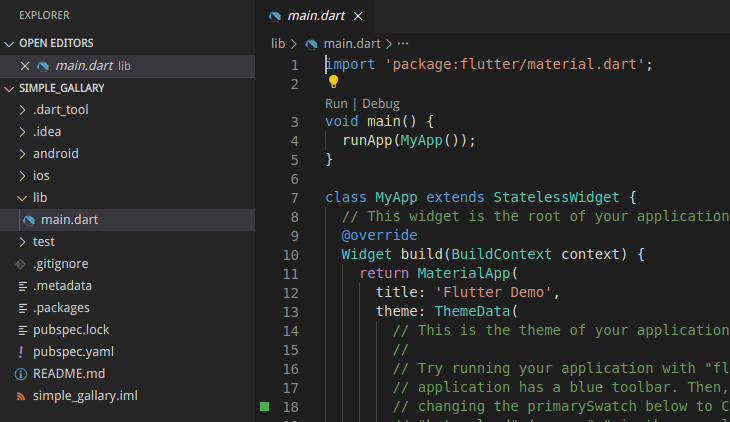 EXPLORER
OPEN EDITORS
main.dart lib
SIMPLE_GALLARY
.dart_tool
.idea
android
ios
lib
main.dart
test
.gitignore
.metadata
.packages
pubspec.lock
pubspec.yaml
README.md
simple_gallary.iml
main.dart
lib > main.dart > ...
1 import 'package:flutter/material.dart';
2
Run | Debug
3 void main() {
4 runApp(MyApp());
5 }
6
7 class MyApp extends StatelessWidget {
8 // This widget is the root of your application
9 @override
10 Widget build(BuildContext context) {
11 return MaterialApp(
12 title: 'Flutter Demo',
13 theme: ThemeData(
14 // This is the theme of your application
15 //
16 // Try running your application with "fl
17 // application has a blue toolbar. Then,
18 // changing the primarySwatch below to C